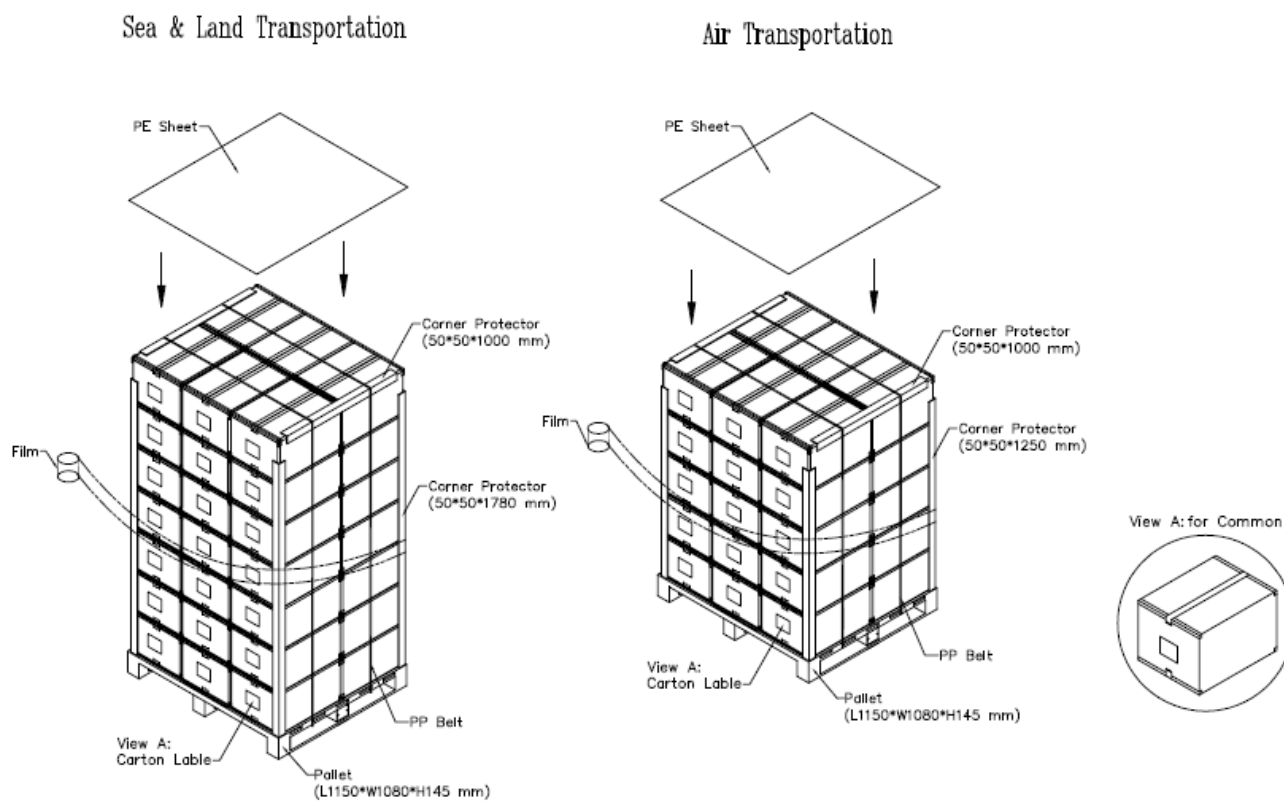 Sea & Land Transportation
PE Sheet
Corner Protector
(50*50*1000 mm)
Film
Corner Protector
(50*50*1780 mm)
PP Belt
View A:
Carton Lable
Pallet
(L1150*W1080*H145 mm)
Air Transportation
PE Sheet
Corner Protector
(50*50*1000 mm)
Film
Corner Protector
(50*50*1250 mm)
PP Belt
View A:
Carton Lable
Pallet
(L1150*W1080*H145 mm)
View A: for Common